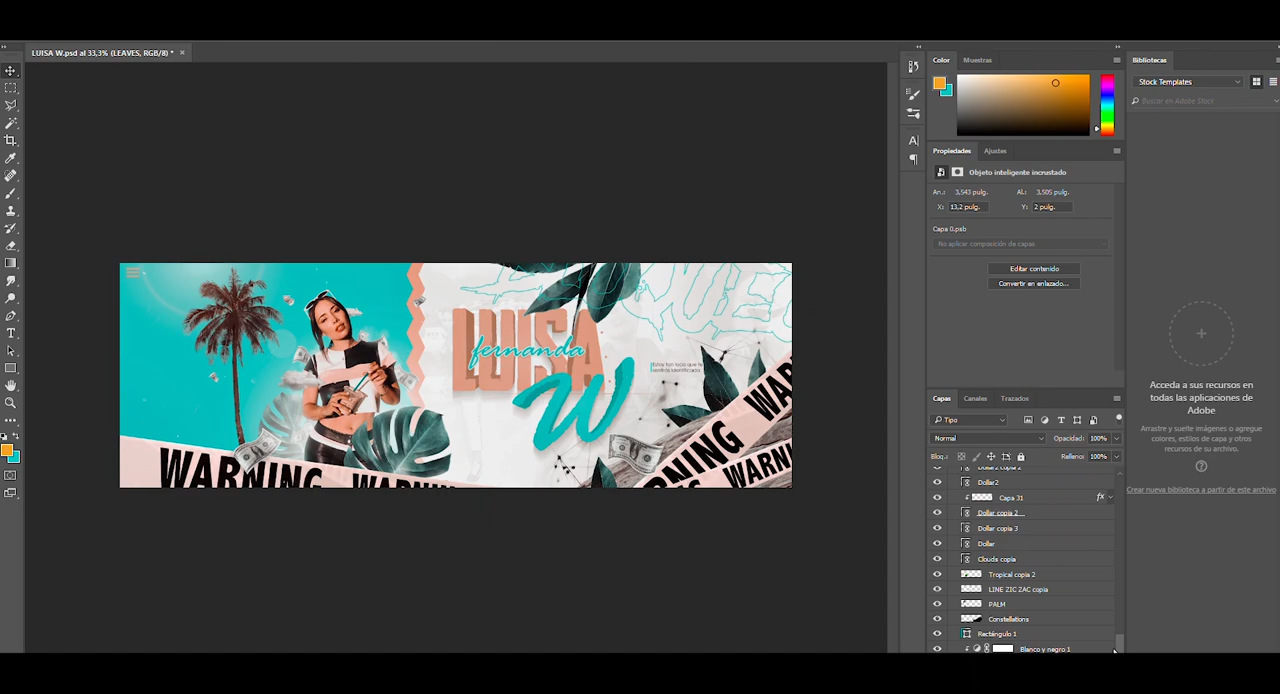 LUISA W.psd al 33,3% (LEAVES, RGB/8) *
Color
Muestras
Bibliotecas
Stock Templates
Buscar en Adobe Stock
Propiedades
Ajustes
Objeto inteligente incrustado
An.: 3,543 pulg.
Al.: 3,505 pulg.
X: 13,2 pulg.
Y: 2 pulg.
Capa 0.psb
No aplicar composición de capas
Editar contenido
Convertir en enlazado...
Acceda a sus recursos en
todas las aplicaciones de
Adobe
Arrastre y suelte imágenes o agregue
colores, estilos de capa y otros
recursos de su archivo.
Crear nueva biblioteca a partir de este archivo
Capas
Canales
Trazados
Tipo
Normal
Opacidad: 100%
Bloq.:
Relleno: 100%
Dollar2 copia 2
Dollar2
Capa 31
fx
Dollar copia 2
Dollar copia 3
Dollar
Clouds copia
Tropical copia 2
LINE ZIC ZAC copia
PALM
Constellations
Rectángulo 1
Blanco y negro 1
LUISA
fernanda
W
WARNING
WARNING
WARNING
WARNING